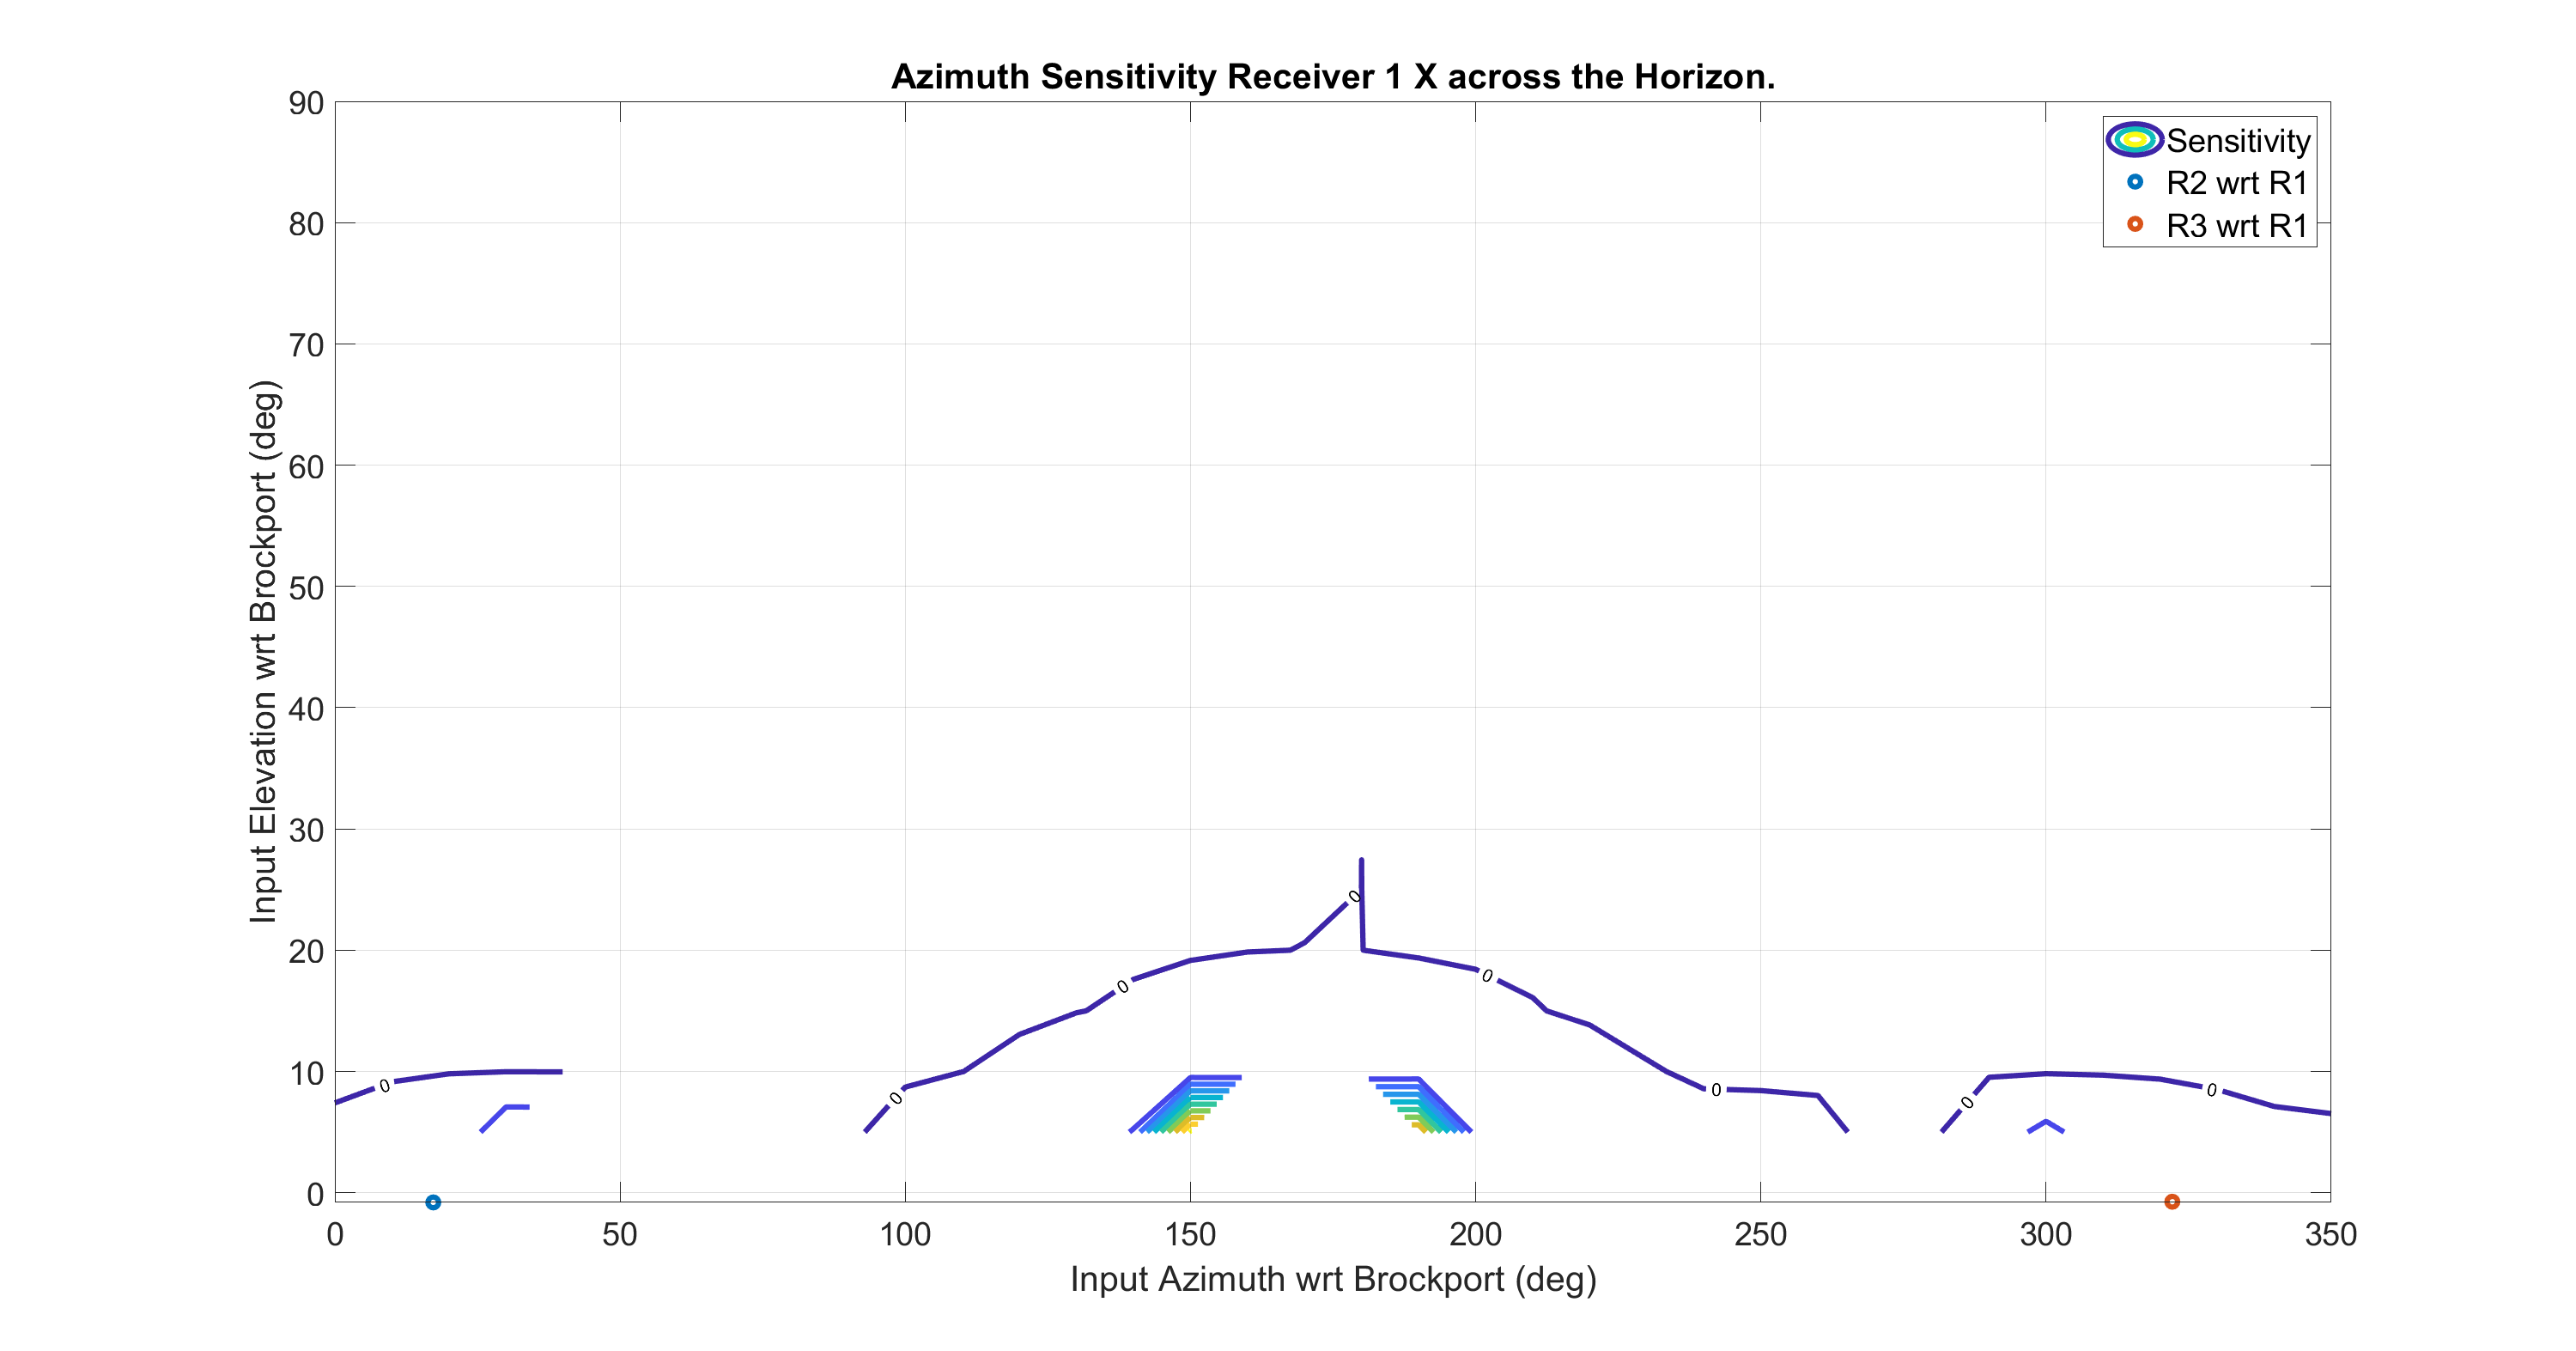 Azimuth Sensitivity Receiver 1 X across the Horizon.
Sensitivity
R2 wrt R1
R3 wrt R1
Input Elevation wrt Brockport (deg)
90
80
70
60
50
40
30
20
10
0
0
0
0
0
0
0
0
0
0
0 50 100 150 200 250 300 350
Input Azimuth wrt Brockport (deg)